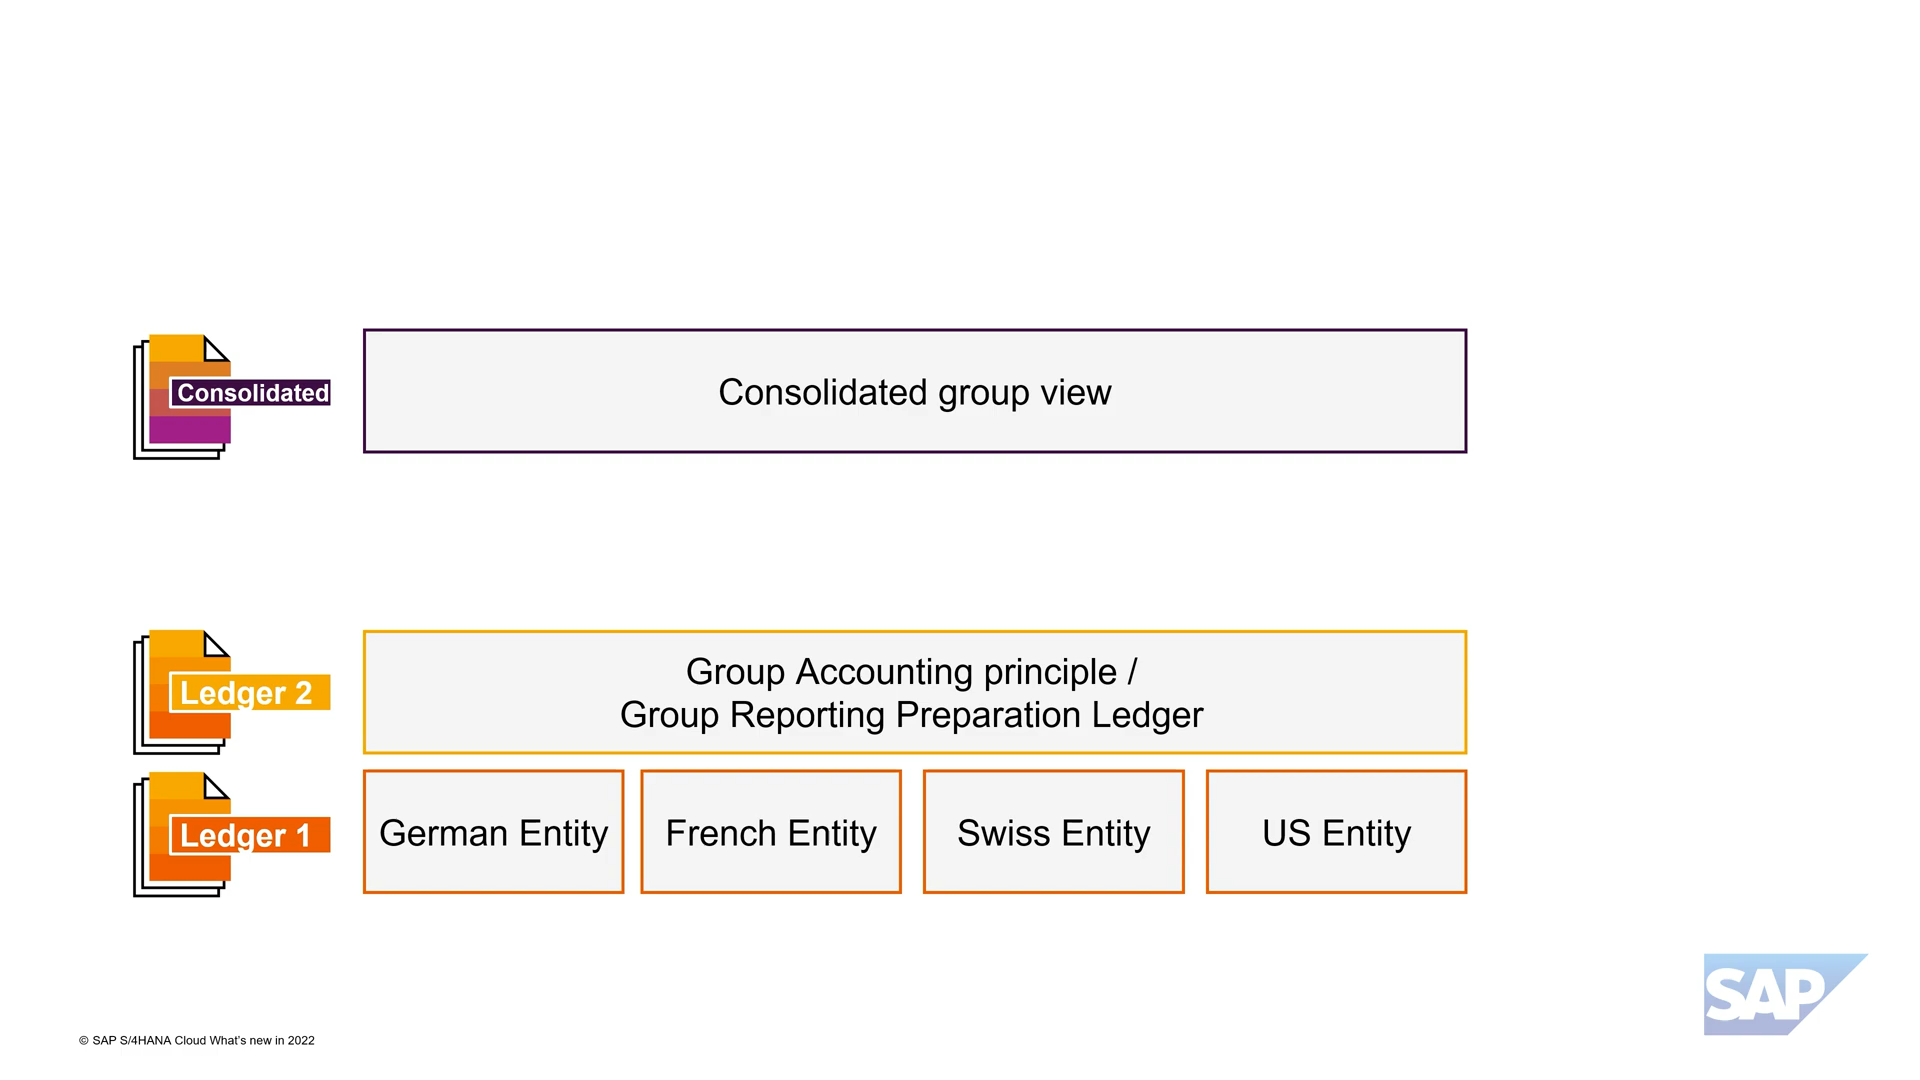 Consolidated
Consolidated group view
Ledger 2
Group Accounting principle /
Group Reporting Preparation Ledger
Ledger 1
German Entity
French Entity
Swiss Entity
US Entity
SAP
© SAP S/4HANA Cloud What's new in 2022